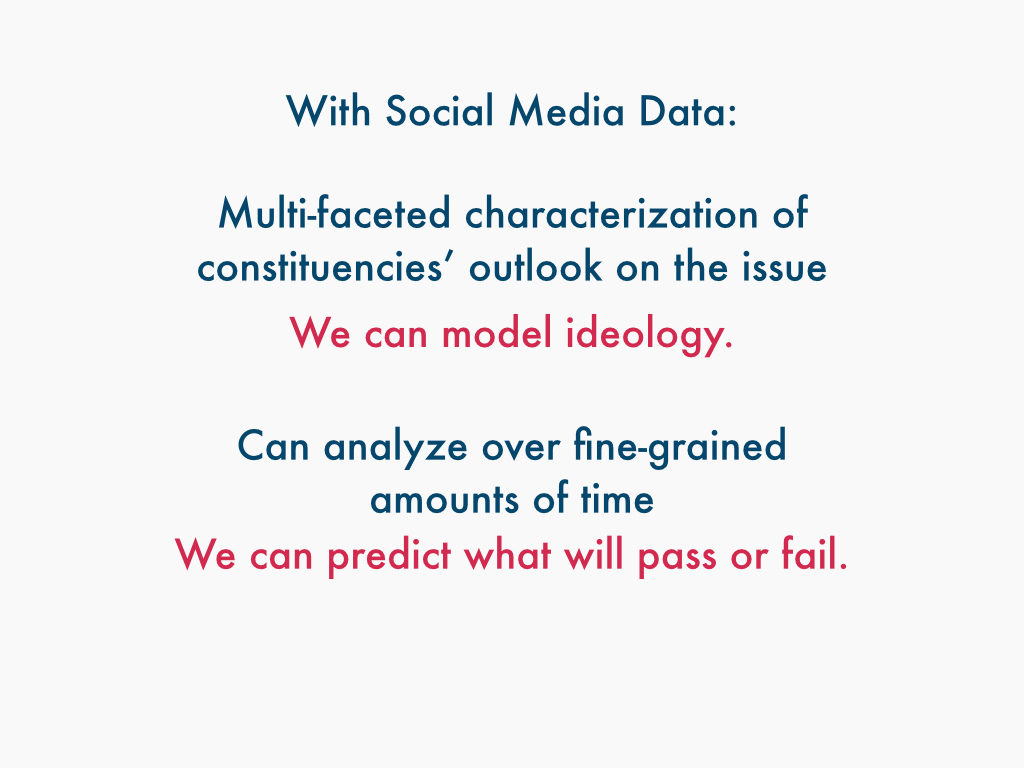 With Social Media Data:
Multi-faceted characterization of
constituencies’ outlook on the issue
We can model ideology.
Can analyze over fine-grained
amounts of time
We can predict what will pass or fail.